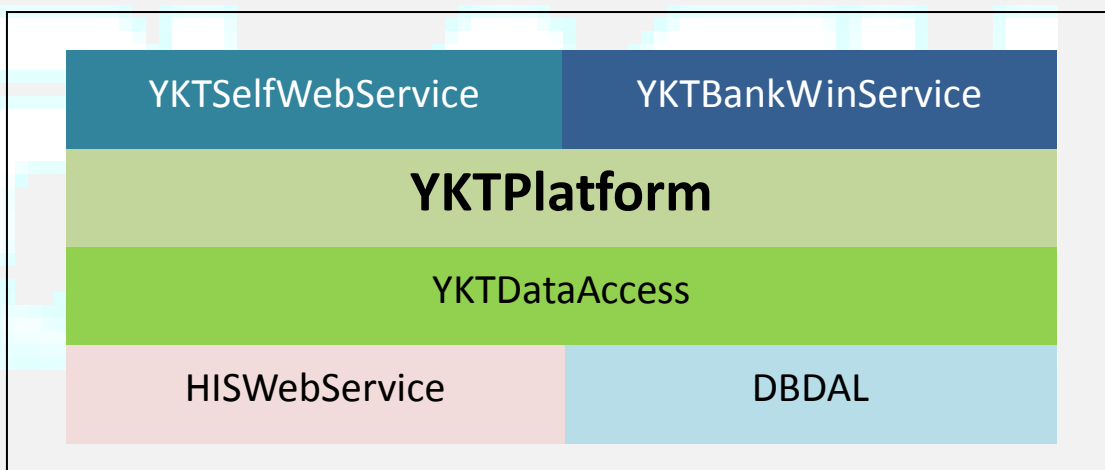 YKTSelfWebService YKTBankWinService
YKTPlatform
YKTDataAccess
HISWebService DBDAL